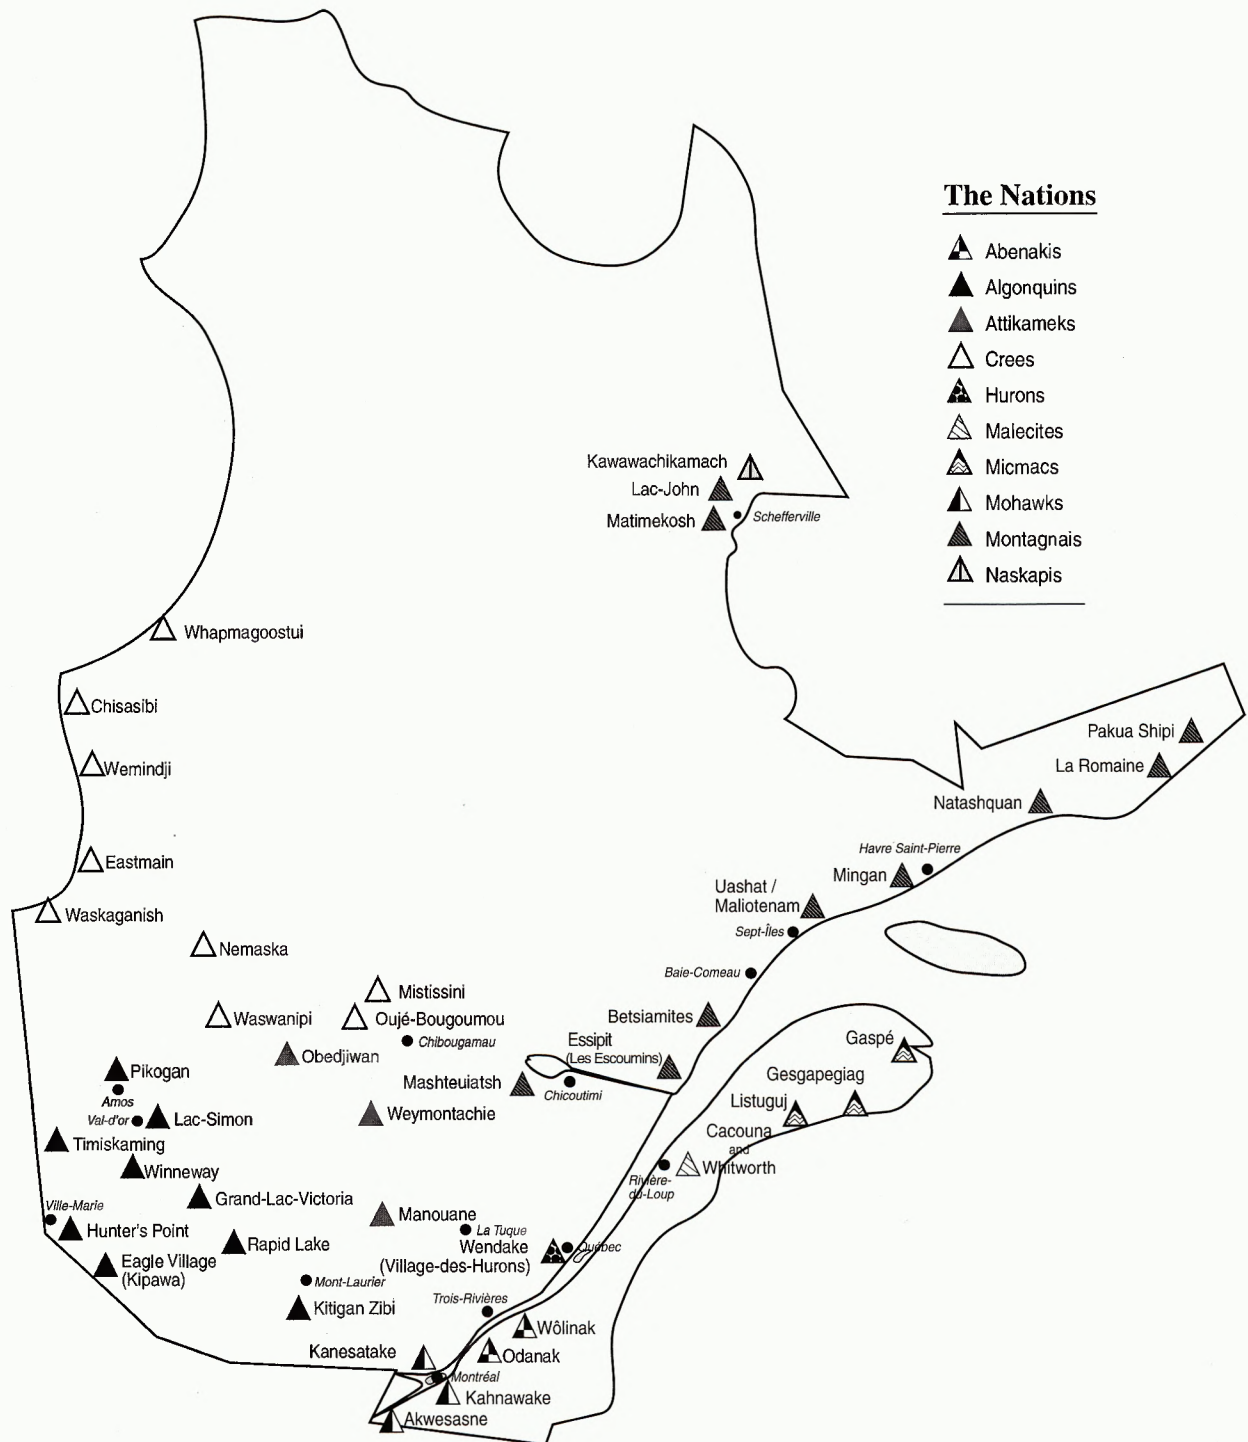 The Nations
Abenakis
Algonquins
Attikameks
Crees
Hurons
Malecites
Micmacs
Mohawks
Montagnais
Naskapis
Kawawachikamach
Lac-John
Matimekosh
Schefferville
Whapmagoostui
Chisasibi
Wemindji
Eastmain
Waskaganish
Nemaska
Waswanipi
Mistissini
Oujé-Bougoumou
Chibougamau
Obedjiwan
Pakua Shipi
La Romaine
Natashquan
Havre Saint-Pierre
Mingan
Uashat /
Maliotenam
Sept-Îles
Baie-Comeau
Betsiamites
Essipit
(Les Escoumins)
Mashteuiatsh
Chicoutimi
Gaspé
Gesgapegiag
Listuguj
Cacouna
and
Whitworth
Rivière-
du-Loup
Pikogan
Amos
Val-d'or
Lac-Simon
Weymontachie
Timiskaming
Winneway
Grand-Lac-Victoria
Ville-Marie
Hunter's Point
Rapid Lake
Eagle Village
(Kipawa)
Manouane
La Tuque
Wendake
(Village-des-Hurons)
Québec
Mont-Laurier
Kitigan Zibi
Trois-Rivières
Wôlinak
Odanak
Kanesatake
Montréal
Kahnawake
Akwesasne